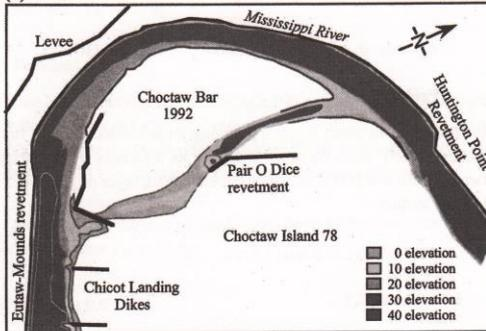 Mississippi River
Levee
N
Choctaw Bar
1992
Huntington Point
Revetment
Pair O Dice
revetment
Eutaw-Mounds revetment
Choctaw Island 78
Chicot Landing
Dikes
0 elevation
10 elevation
20 elevation
30 elevation
40 elevation